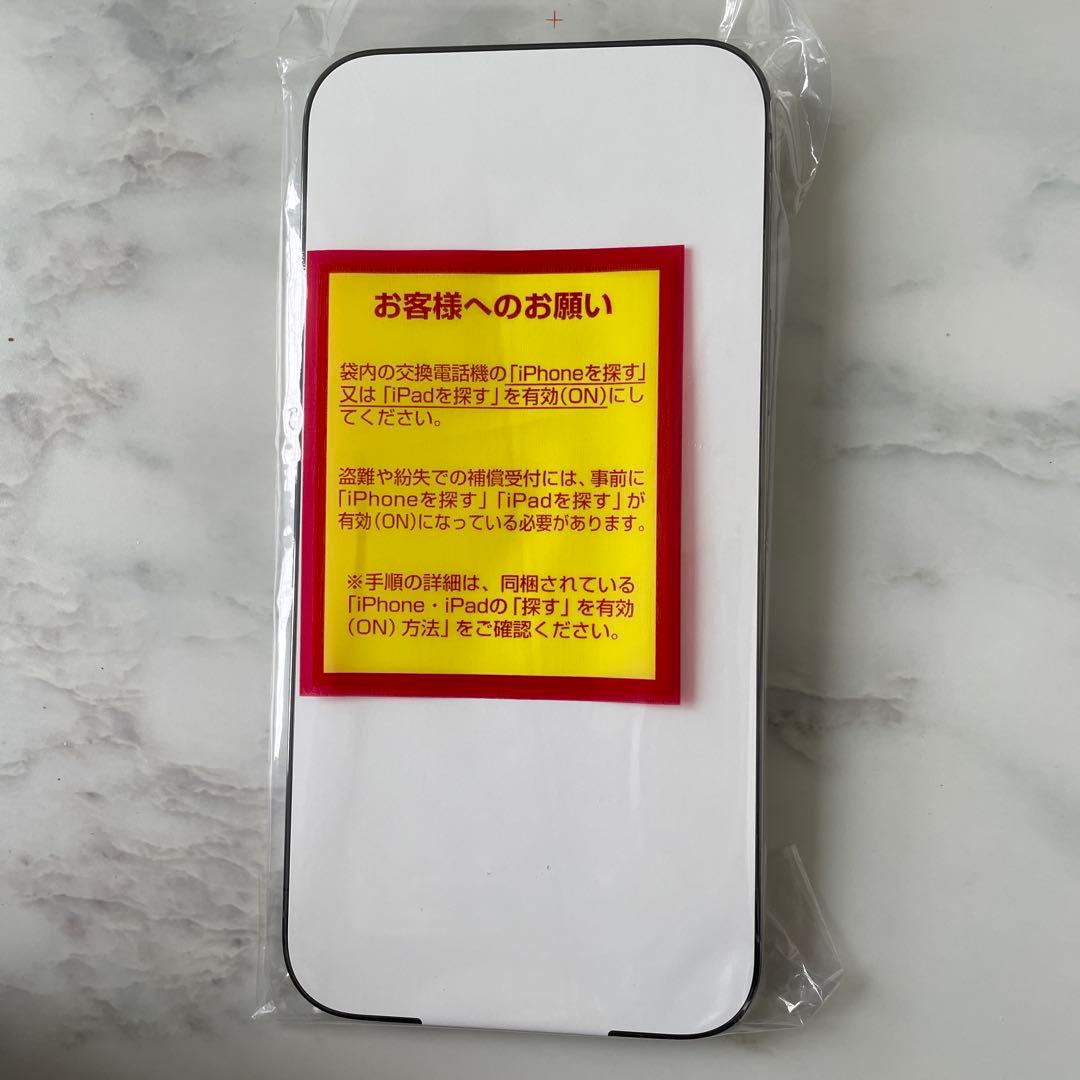 お客様へのお願い
袋内の交換電話機の「iPhoneを探す」
又は「iPadを探す」を有効(ON)にし
てください。
盗難や紛失での補償受付には、事前に
「iPhoneを探す」「iPadを探す」が
有効(ON)になっている必要があります。
※手順の詳細は、同梱されている
「iPhone・iPadの「探す」を有効
(ON)方法」をご確認ください。